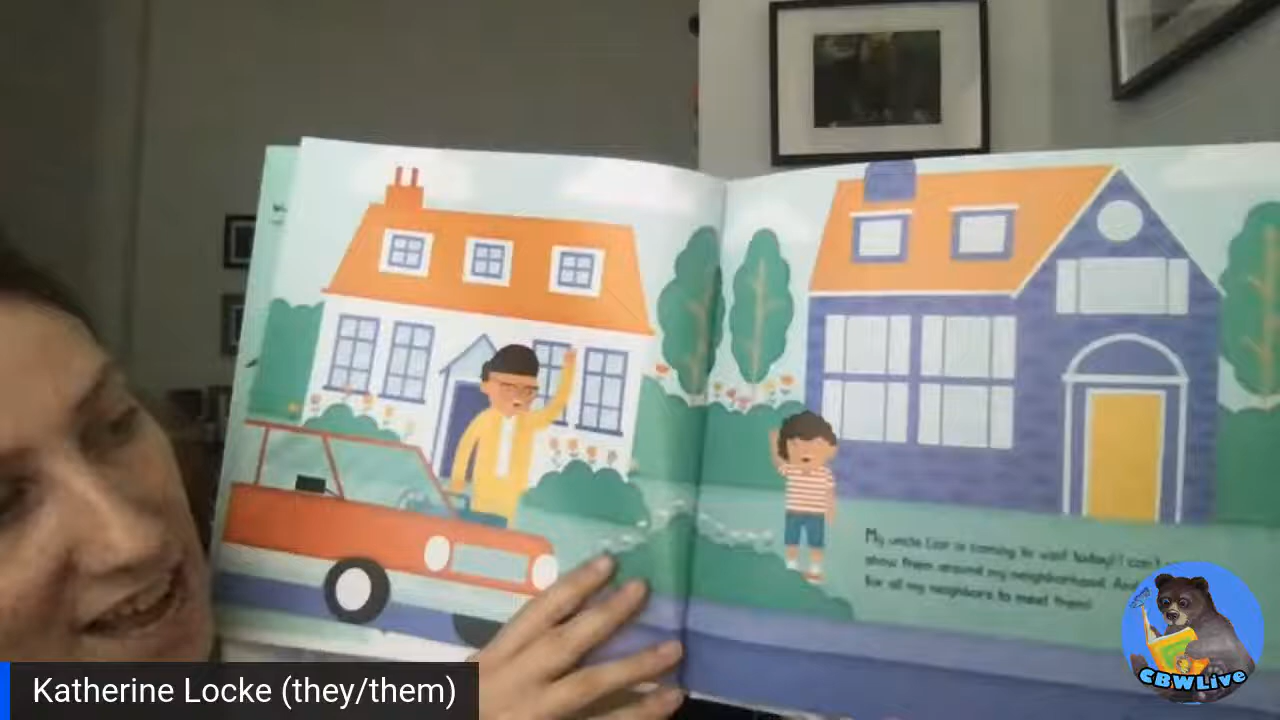 My uncle Lior is coming to visit today! I can't
show them around my neighborhood. And
for all my neighbors to meet them!
Katherine Locke (they/them)
CBWLive